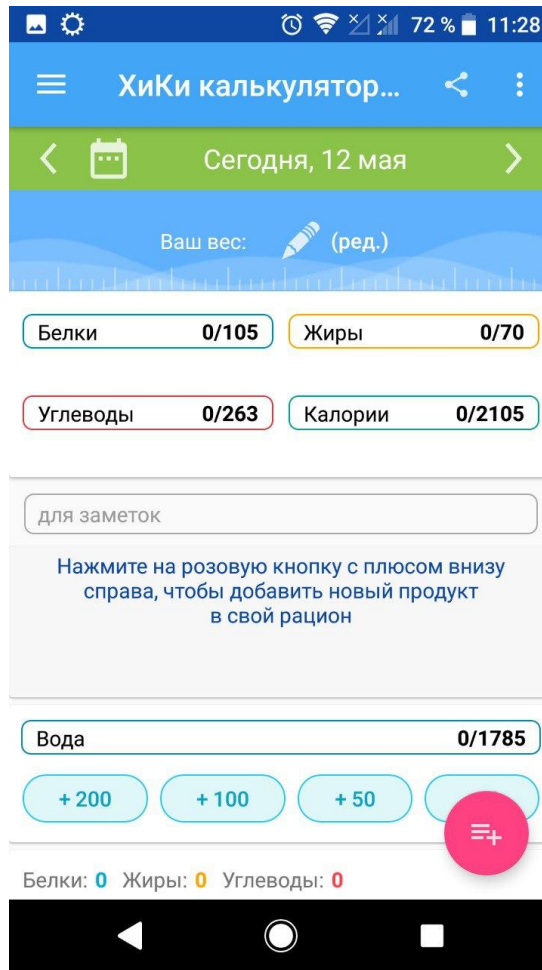 72 % 11:28
ХиКи калькулятор...
Сегодня, 12 мая
Ваш вес: (ред.)
Белки 0/105 Жиры 0/70
Углеводы 0/263 Калории 0/2105
для заметок
Нажмите на розовую кнопку с плюсом внизу
справа, чтобы добавить новый продукт
в свой рацион
Вода 0/1785
+ 200 + 100 + 50
Белки: 0 Жиры: 0 Углеводы: 0